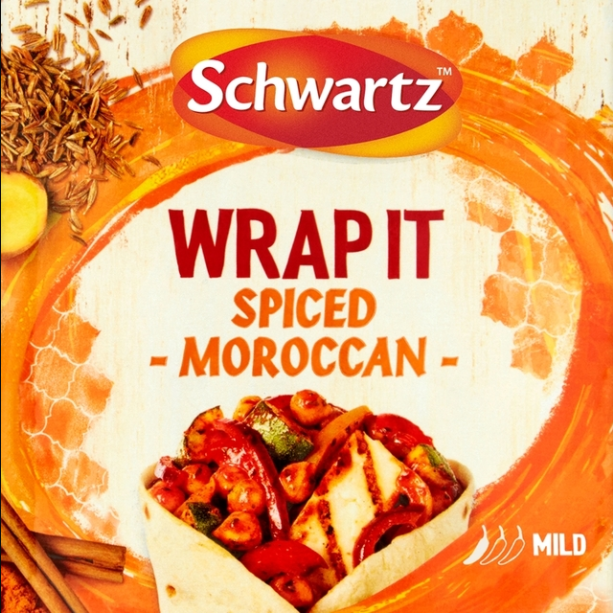 Schwartz™
WRAP IT
SPICED
- MOROCCAN -
MILD